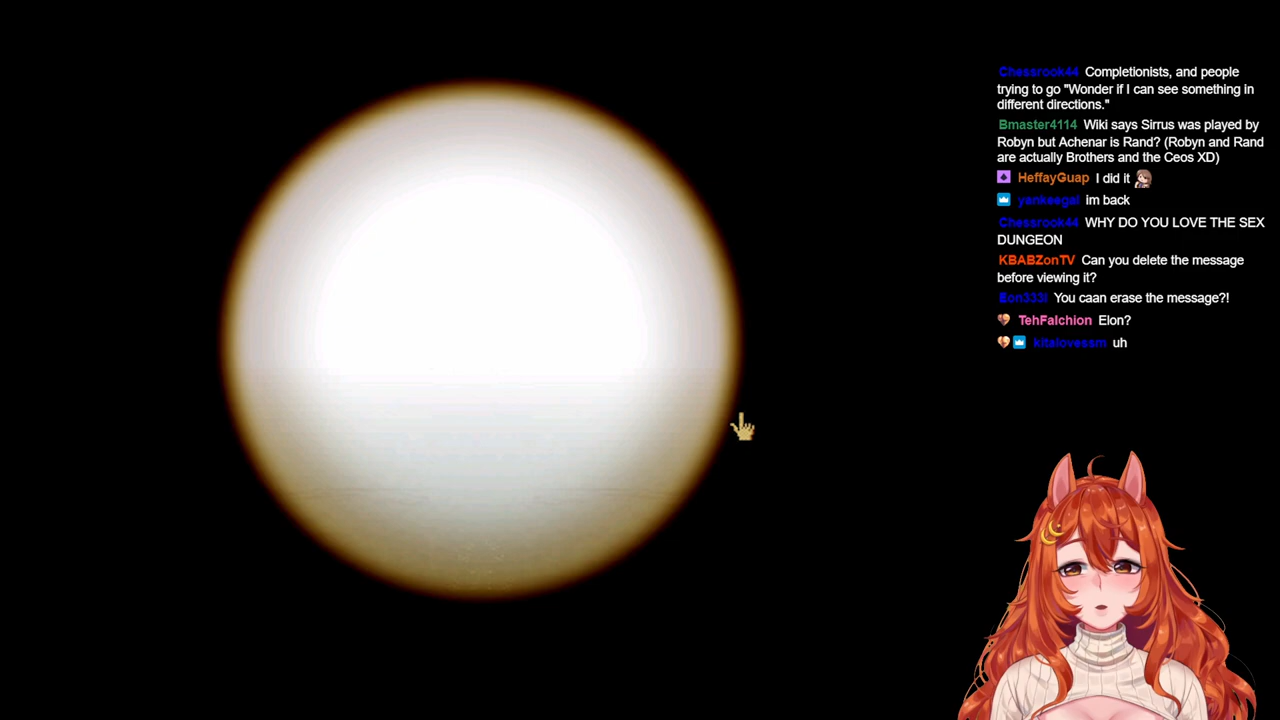 Chessrook44 Completionists, and people
trying to go "Wonder if I can see something in
different directions."
Bmaster4114 Wiki says Sirrus was played by
Robyn but Achenar is Rand? (Robyn and Rand
are actually Brothers and the Ceos XD)
HeffayGuap I did it
yankeegal im back
Chessrook44 WHY DO YOU LOVE THE SEX
DUNGEON
KBABZonTV Can you delete the message
before viewing it?
You caan erase the message?!
TehFalchion Elon?
kitalovessm uh